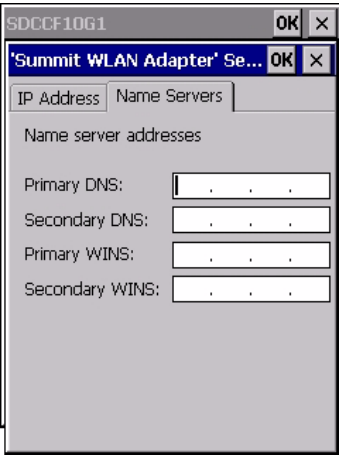 SDCCF10G1 OK ×
'Summit WLAN Adapter' Se... OK ×
IP Address Name Servers
Name server addresses
Primary DNS: . . .
Secondary DNS: . . .
Primary WINS: . . .
Secondary WINS: . . .